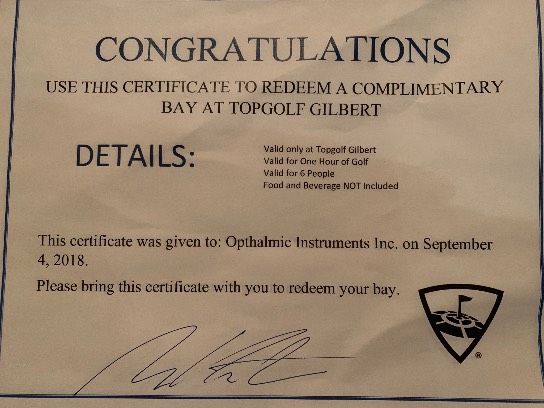 CONGRATULATIONS
USE THIS CERTIFICATE TO REDEEM A COMPLIMENTARY
BAY AT TOPGOLF GILBERT
DETAILS:
Valid only at Topgolf Gilbert
Valid for One Hour of Golf
Valid for 6 People
Food and Beverage NOT Included
This certificate was given to: Opthalmic Instruments Inc. on September
4, 2018.
Please bring this certificate with you to redeem your bay.
®